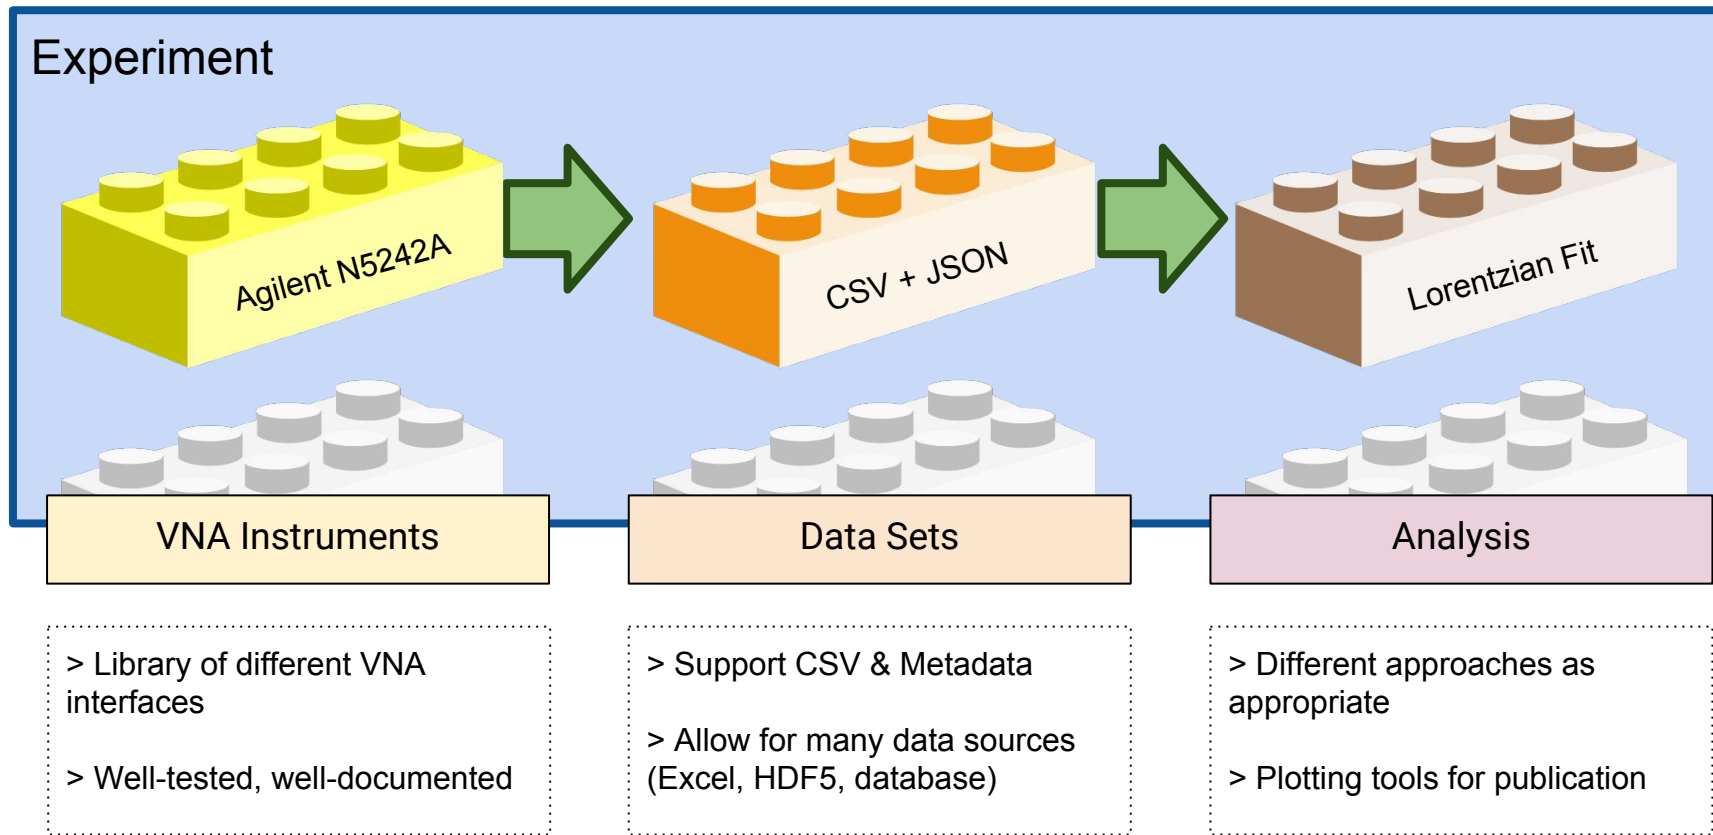 Experiment
Agilent N5242A
CSV + JSON
Lorentzian Fit
VNA Instruments
Data Sets
Analysis
> Library of different VNA
interfaces
> Well-tested, well-documented
> Support CSV & Metadata
> Allow for many data sources
(Excel, HDF5, database)
> Different approaches as
appropriate
> Plotting tools for publication